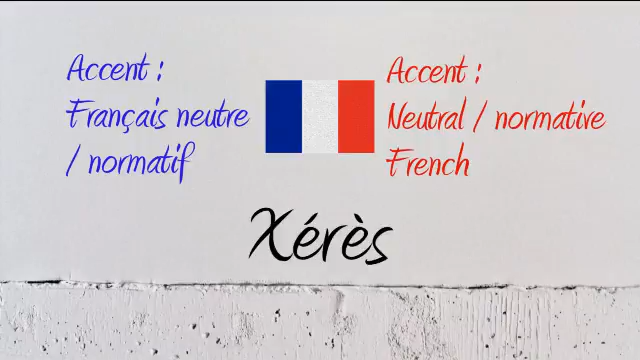 Accent :
Français neutre
/ normatif
Accent :
Neutral / normative
French
Xérès